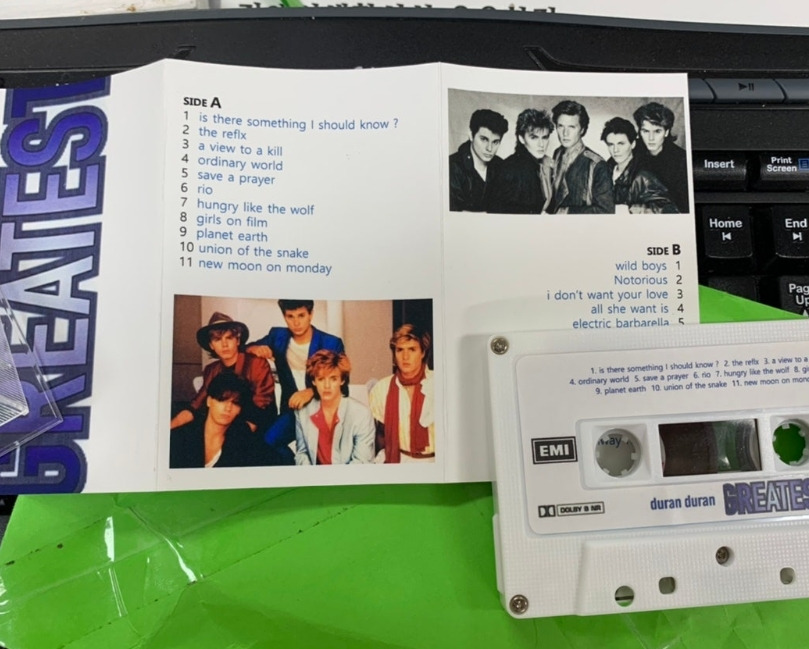 GREATEST
SIDE A
1 is there something I should know ?
2 the reflx
3 a view to a kill
4 ordinary world
5 save a prayer
6 rio
7 hungry like the wolf
8 girls on film
9 planet earth
10 union of the snake
11 new moon on monday
SIDE B
wild boys 1
Notorious 2
i don't want your love 3
all she want is 4
electric barbarella 5
1. is there something I should know ? 2. the reflx 3. a view to a
4. ordinary world 5. save a prayer 6. rio 7. hungry like the wolf 8. gi
9. planet earth 10. union of the snake 11. new moon on mon
EMI
DOLBY B NR
duran duran GREATES
Insert
Print
Screen
Home
End
Pag
Up